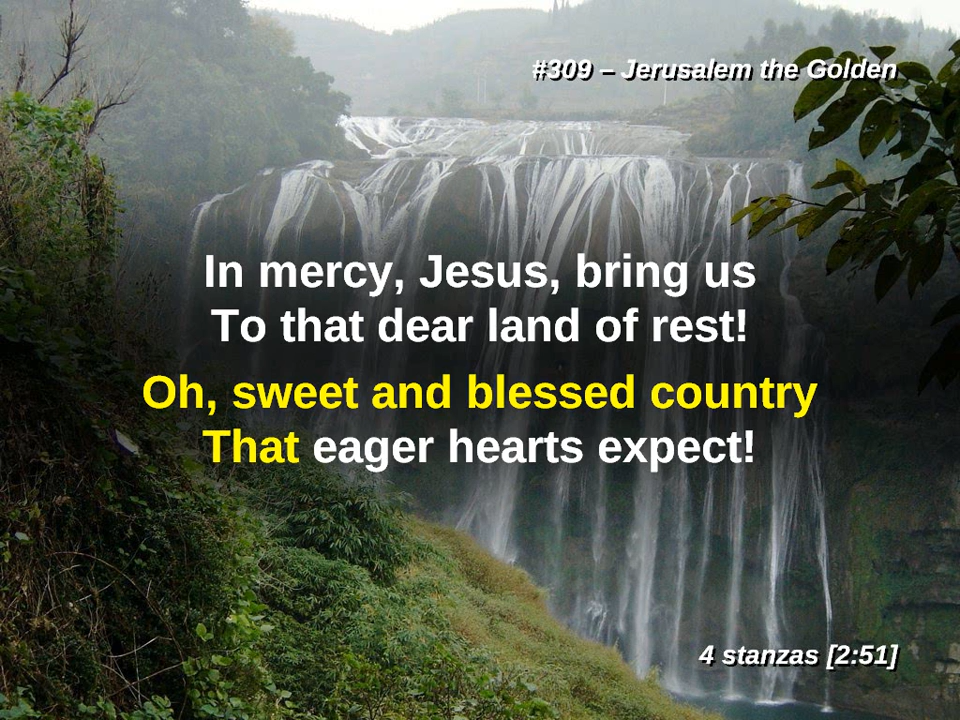 #309 – Jerusalem the Golden
In mercy, Jesus, bring us
To that dear land of rest!
Oh, sweet and blessed country
That eager hearts expect!
4 stanzas [2:51]